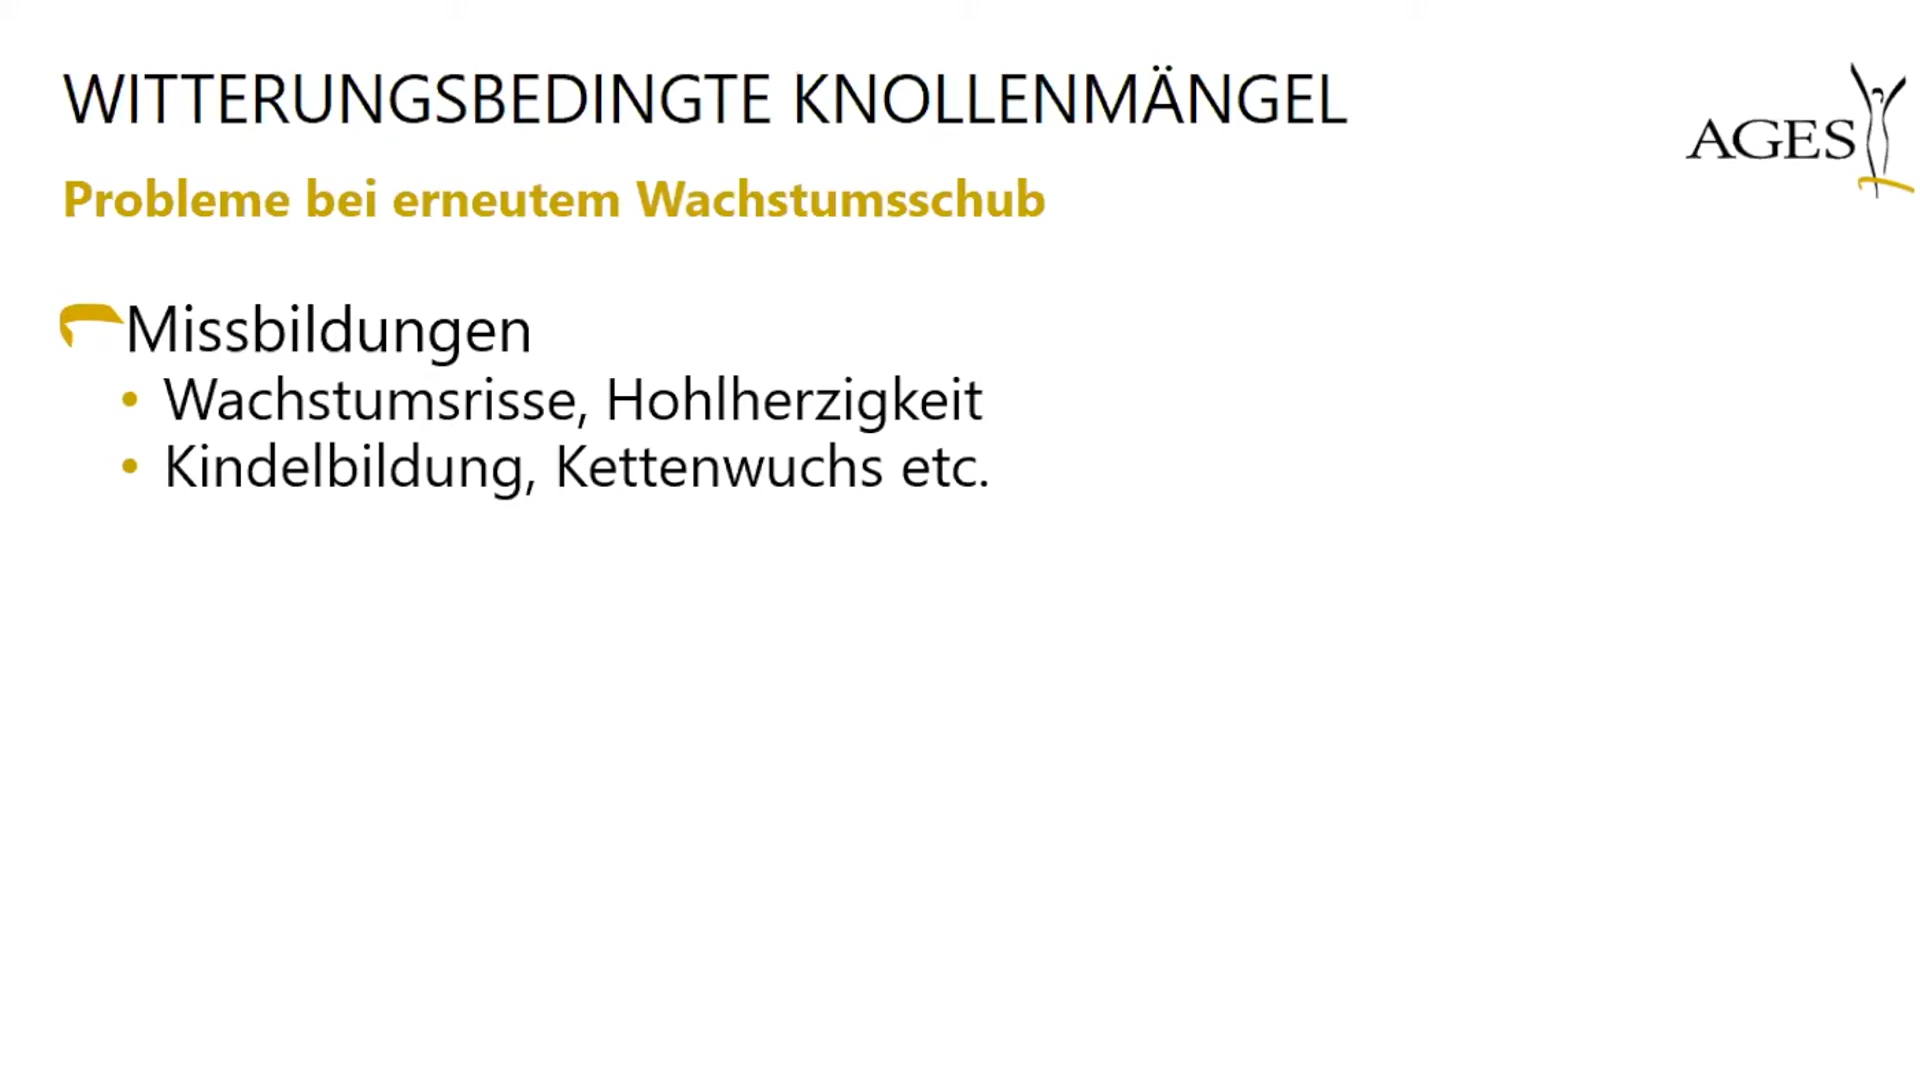 WITTERUNGSBEDINGTE KNOLLENMÄNGEL
AGES
Probleme bei erneutem Wachstumsschub
Missbildungen
• Wachstumsrisse, Hohlherzigkeit
• Kindelbildung, Kettenwuchs etc.